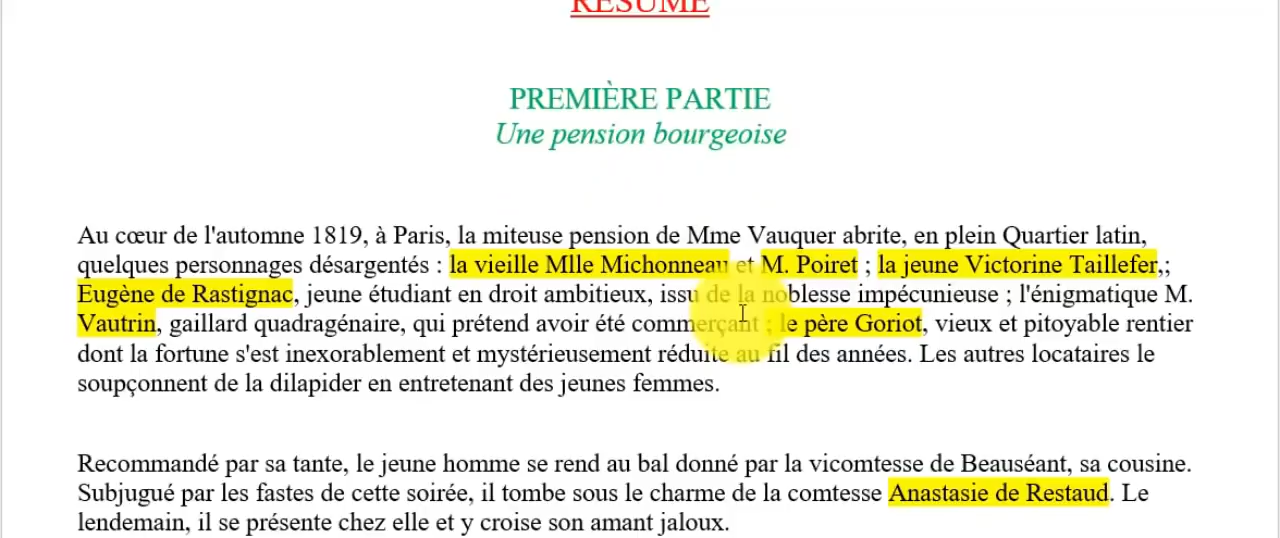 RÉSUMÉ
PREMIÈRE PARTIE
Une pension bourgeoise
Au cœur de l'automne 1819, à Paris, la miteuse pension de Mme Vauquer abrite, en plein Quartier latin,
quelques personnages désargentés : la vieille Mlle Michonneau et M. Poiret ; la jeune Victorine Taillefer,;
Eugène de Rastignac, jeune étudiant en droit ambitieux, issu de la noblesse impécunieuse ; l'énigmatique M.
Vautrin, gaillard quadragénaire, qui prétend avoir été commerçant ; le père Goriot, vieux et pitoyable rentier
dont la fortune s'est inexorablement et mystérieusement réduite au fil des années. Les autres locataires le
soupçonnent de la dilapider en entretenant des jeunes femmes.
Recommandé par sa tante, le jeune homme se rend au bal donné par la vicomtesse de Beauséant, sa cousine.
Subjugué par les fastes de cette soirée, il tombe sous le charme de la comtesse Anastasie de Restaud. Le
lendemain, il se présente chez elle et y croise son amant jaloux.